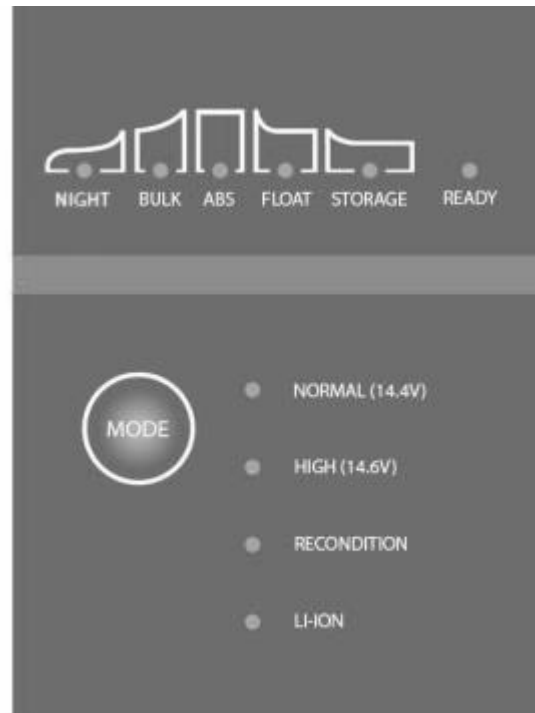 NIGHT BULK ABS FLOAT STORAGE READY
MODE
NORMAL (14.4V)
HIGH (14.6V)
RECONDITION
LI-ION